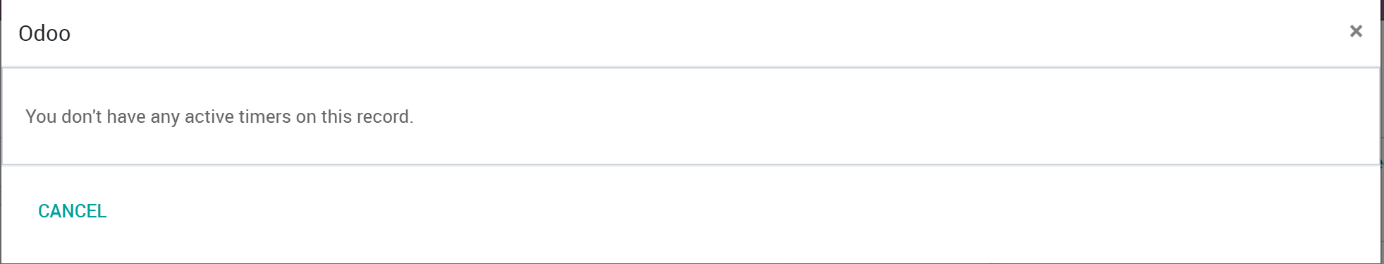 Odoo
×
You don't have any active timers on this record.
CANCEL